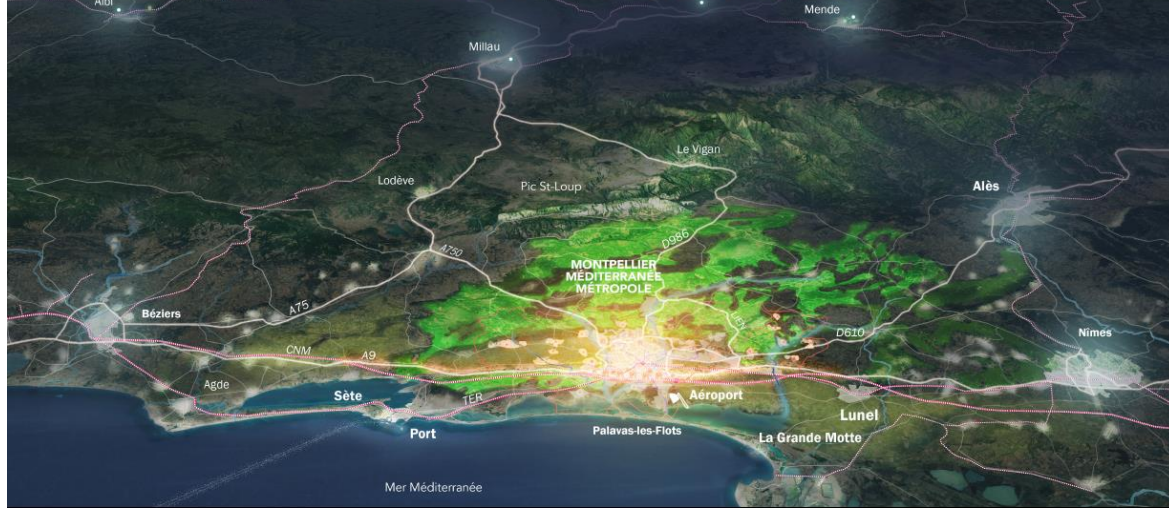 Albi
Mende
Millau
Le Vigan
Lodève
Pic St-Loup
Alès
D986
A750
MONTPELLIER
MÉDITERRANÉE
MÉTROPOLE
A75
Béziers
D610
Nîmes
CNM
A9
Agde
Sète
TER
Aéroport
Lunel
Port
Palavas-les-Flots
La Grande Motte
Mer Méditerranée